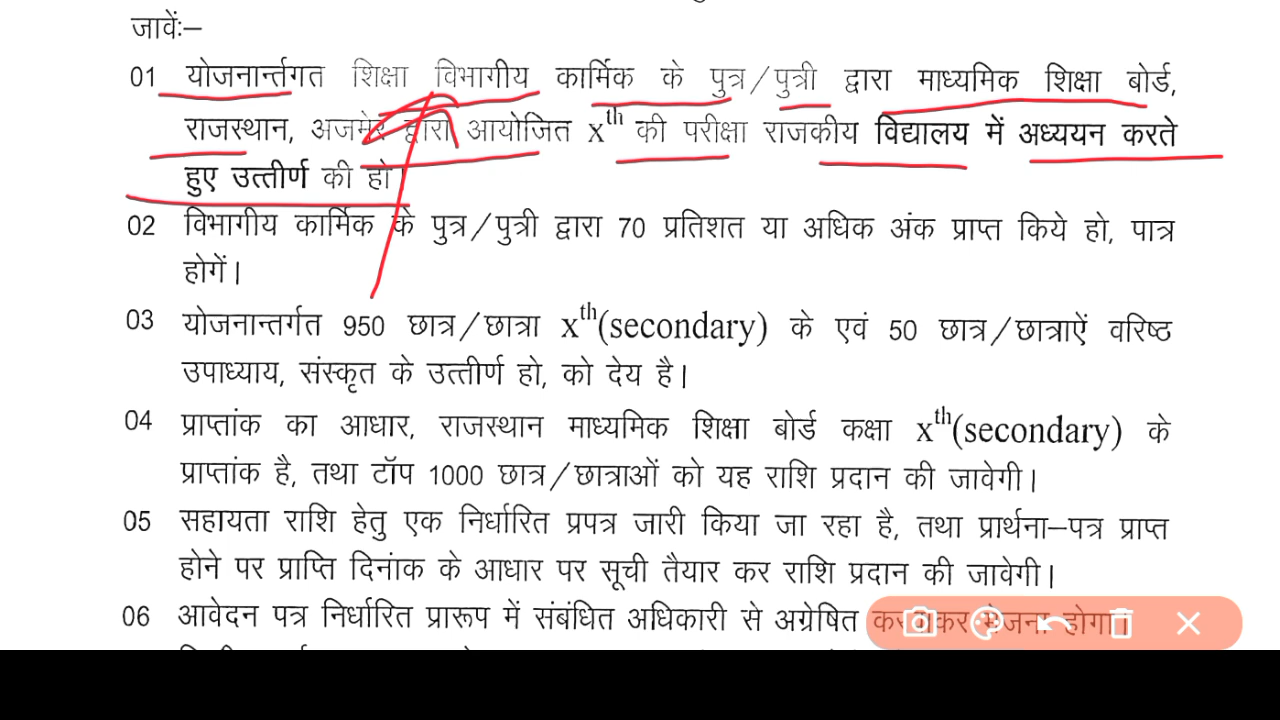 जावेंः–
01 योजनार्न्तगत शिक्षा विभागीय कार्मिक के पुत्र/पुत्री द्वारा माध्यमिक शिक्षा बोर्ड,
राजस्थान, अजमेर द्वारा आयोजित xth की परीक्षा राजकीय विद्यालय में अध्ययन करते
हुए उत्तीर्ण की हो
02 विभागीय कार्मिक के पुत्र/पुत्री द्वारा 70 प्रतिशत या अधिक अंक प्राप्त किये हो, पात्र
होगें।
03 योजनान्तर्गत 950 छात्र/छात्रा xth(secondary) के एवं 50 छात्र/छात्राऐं वरिष्ठ
उपाध्याय, संस्कृत के उत्तीर्ण हो, को देय है।
04 प्राप्तांक का आधार, राजस्थान माध्यमिक शिक्षा बोर्ड कक्षा xth(secondary) के
प्राप्तांक है, तथा टॉप 1000 छात्र/छात्राओं को यह राशि प्रदान की जावेगी।
05 सहायता राशि हेतु एक निर्धारित प्रपत्र जारी किया जा रहा है, तथा प्रार्थना–पत्र प्राप्त
होने पर प्राप्ति दिनांक के आधार पर सूची तैयार कर राशि प्रदान की जावेगी।
06 आवेदन पत्र निर्धारित प्रारूप में संबंधित अधिकारी से अग्रेषित होगा।